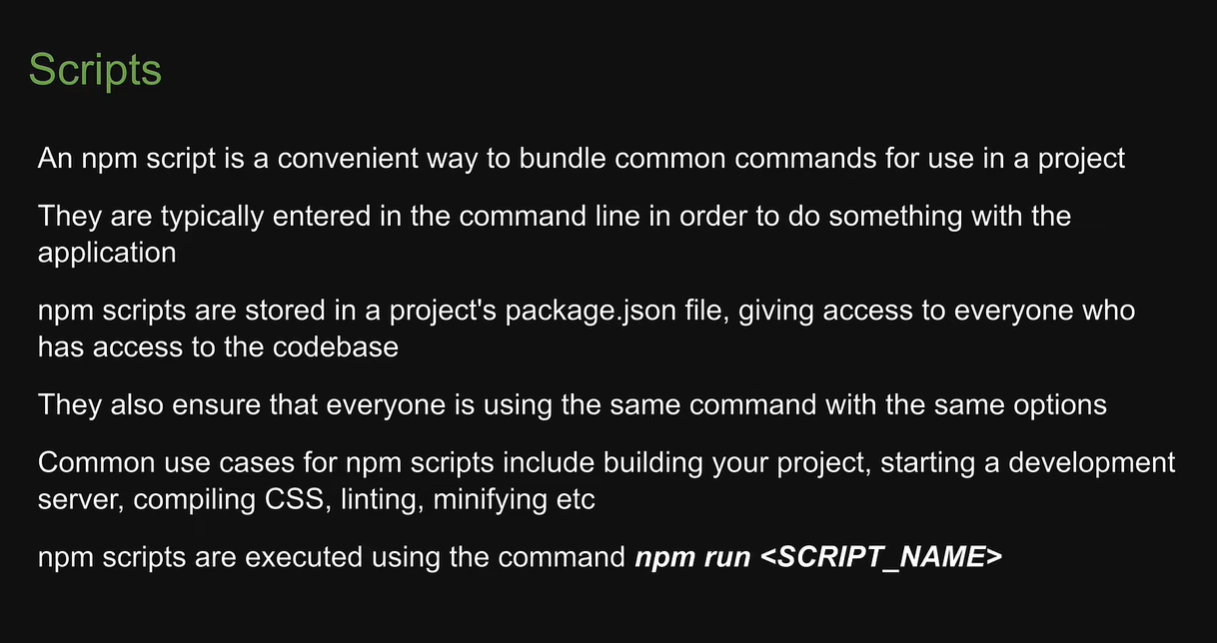 Scripts
An npm script is a convenient way to bundle common commands for use in a project
They are typically entered in the command line in order to do something with the
application
npm scripts are stored in a project's package.json file, giving access to everyone who
has access to the codebase
They also ensure that everyone is using the same command with the same options
Common use cases for npm scripts include building your project, starting a development
server, compiling CSS, linting, minifying etc
npm scripts are executed using the command npm run <SCRIPT_NAME>